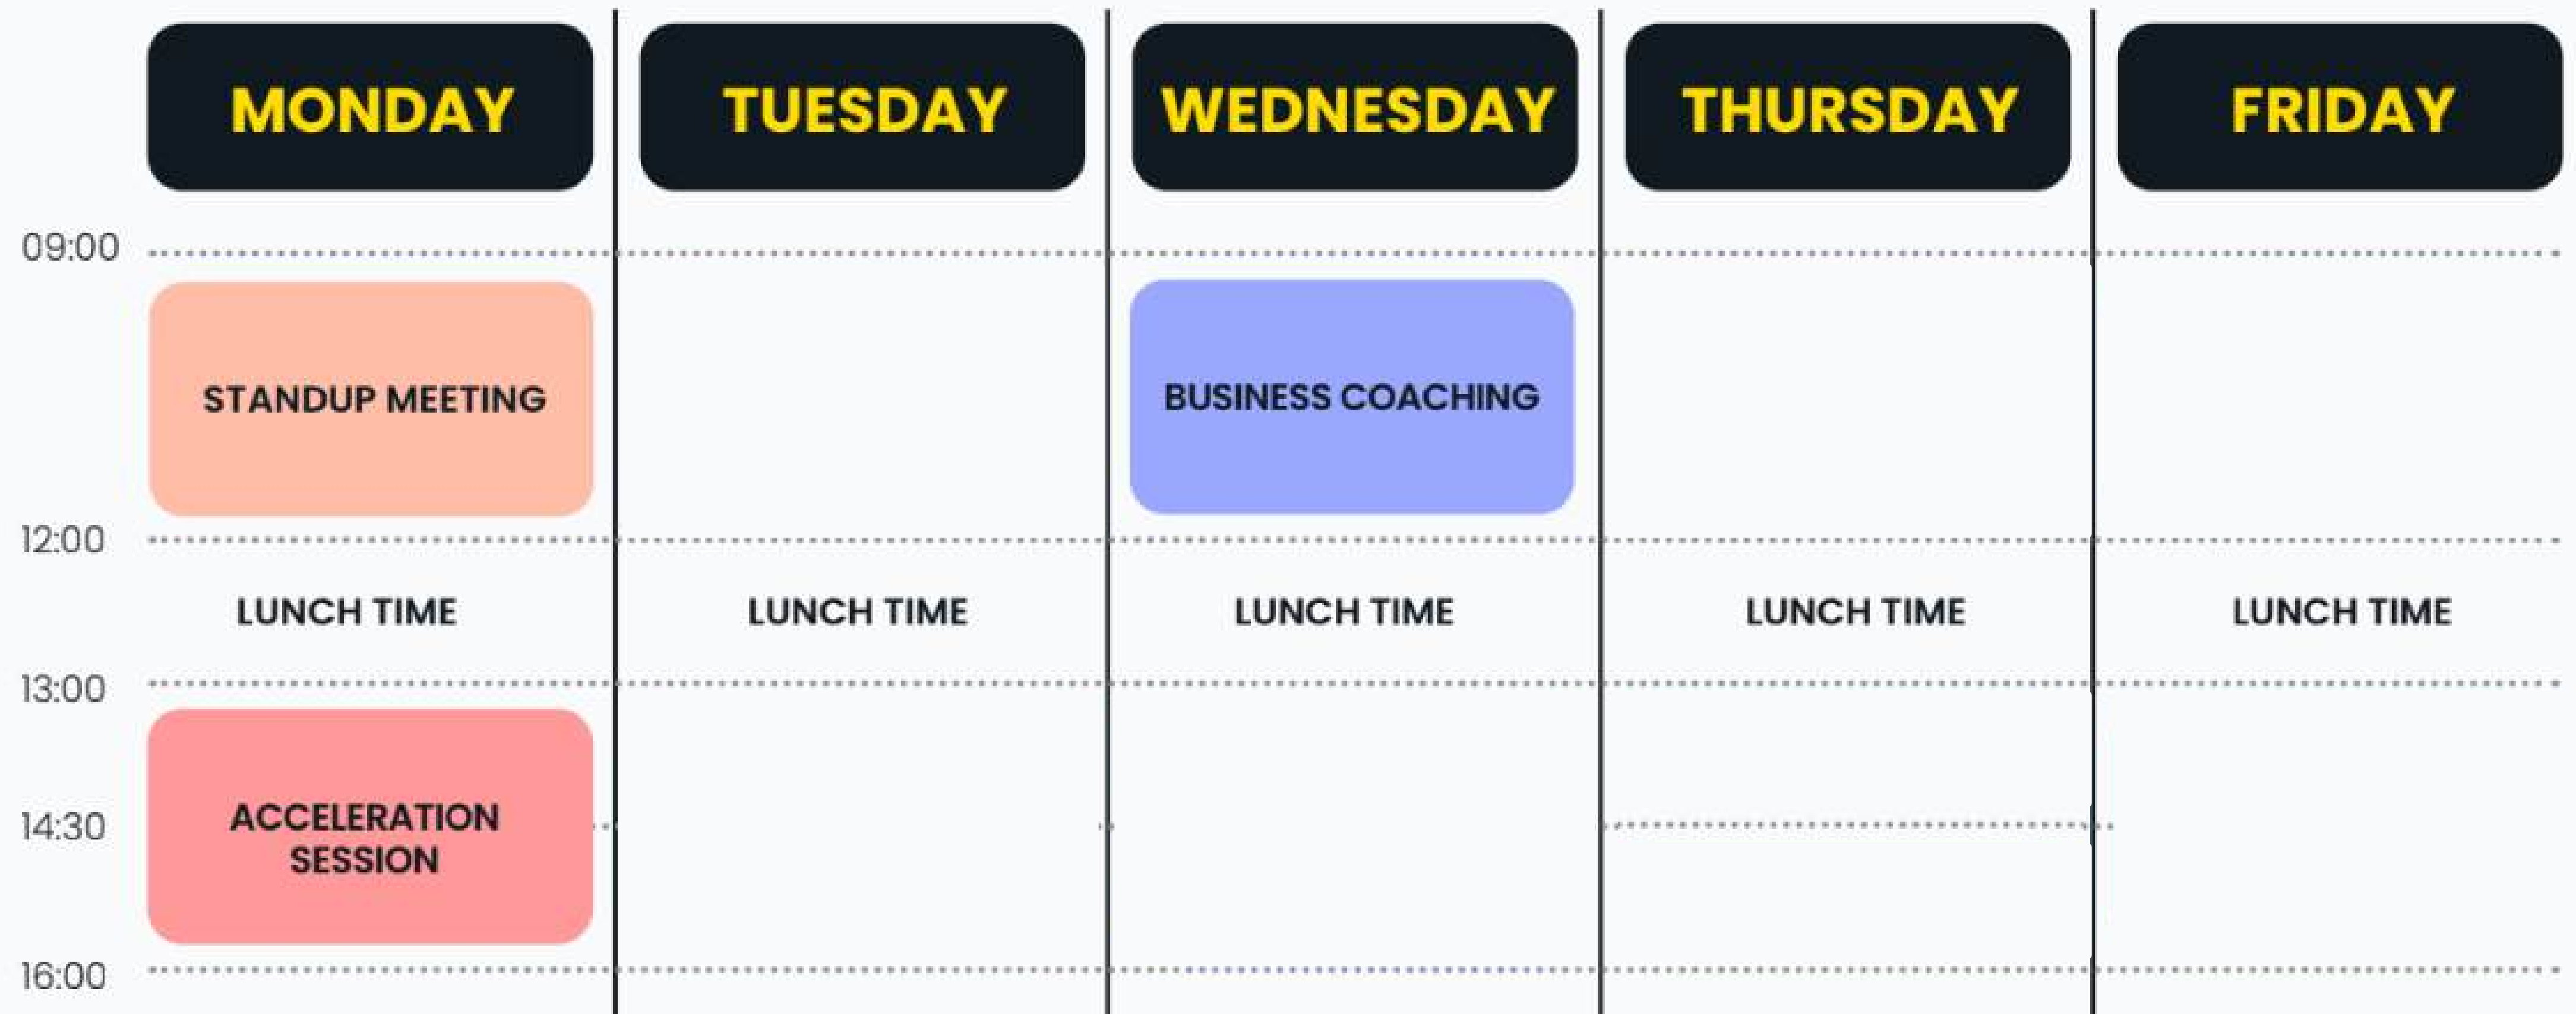 MONDAY TUESDAY WEDNESDAY THURSDAY FRIDAY
09:00
STANDUP MEETING BUSINESS COACHING
12:00
LUNCH TIME LUNCH TIME LUNCH TIME LUNCH TIME LUNCH TIME
13:00
ACCELERATION
14:30
SESSION
16:00